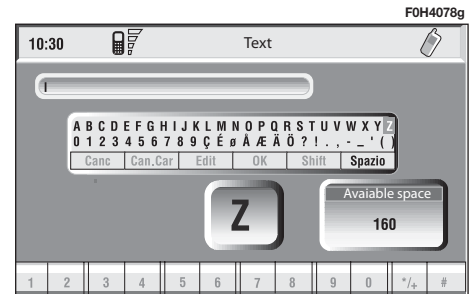 F0H4078g
10:30 Text
I
A B C D E F G H I J K L M N O P Q R S T U V W X Y Z
0 1 2 3 4 5 6 7 8 9 Ç É ø Å Æ Ä Ö ? ! . , - _ ' ( )
Canc Can.Car Edit OK Shift Spazio
Z
Avaiable space
160
1 2 3 4 5 6 7 8 9 0 */+ #